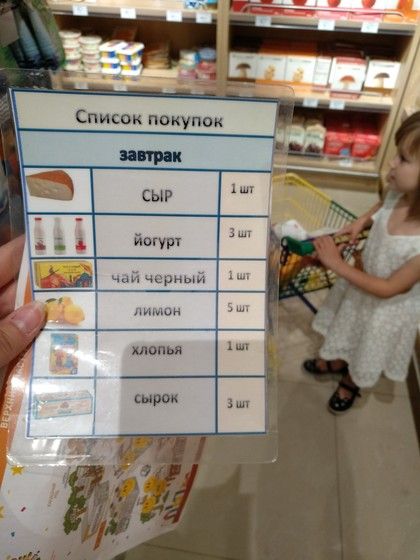 Список покупок
завтрак
СЫР 1 шт
йогурт 3 шт
чай черный 1 шт
лимон 5 шт
хлопья 1 шт
сырок 3 шт